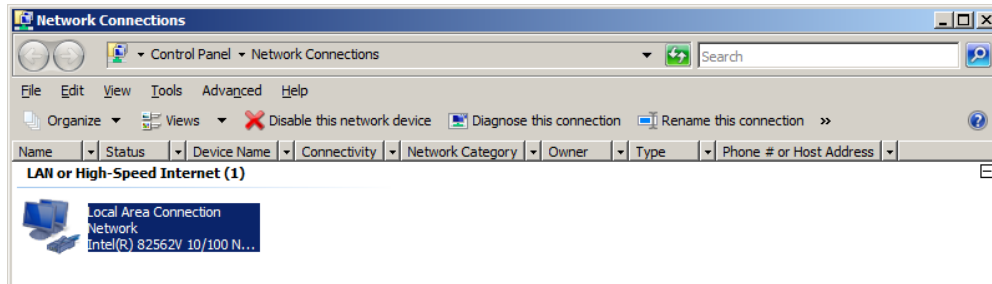 Network Connections
Control Panel Network Connections Search
File Edit View Tools Advanced Help
Organize Views Disable this network device Diagnose this connection Rename this connection »
Name Status Device Name Connectivity Network Category Owner Type Phone # or Host Address
LAN or High-Speed Internet (1)
Local Area Connection
Network
Intel(R) 82562V 10/100 N...